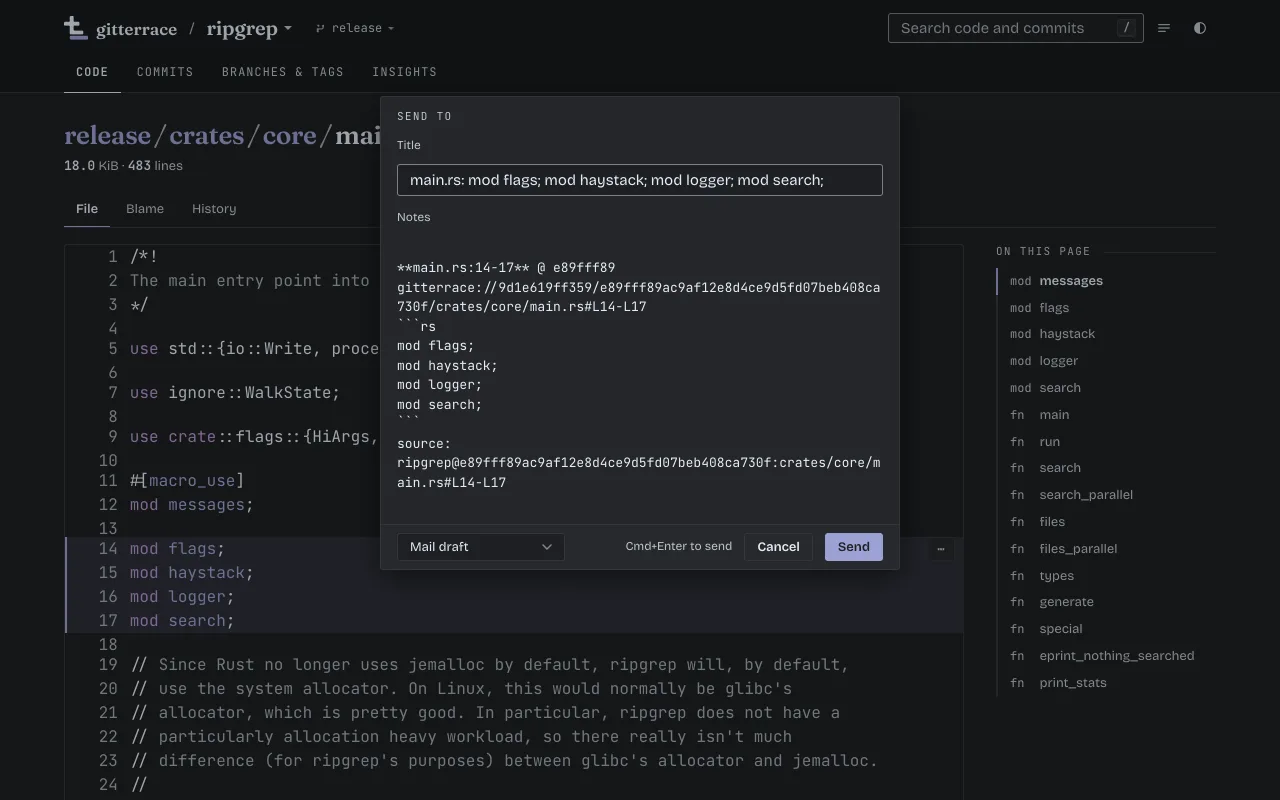 gitterrace / ripgrep release
Search code and commits /
CODE COMMITS BRANCHES & TAGS INSIGHTS
release/crates/core/mai
18.0 KiB · 483 lines
File Blame History
1 /*!
2 The main entry point into
3 */
4
5 use std::{io::Write, proce
6
7 use ignore::WalkState;
8
9 use crate::flags::{HiArgs,
10
11 #[macro_use]
12 mod messages;
13
14 mod flags;
15 mod haystack;
16 mod logger;
17 mod search;
18
19 // Since Rust no longer uses jemalloc by default, ripgrep will, by default,
20 // use the system allocator. On Linux, this would normally be glibc's
21 // allocator, which is pretty good. In particular, ripgrep does not have a
22 // particularly allocation heavy workload, so there really isn't much
23 // difference (for ripgrep's purposes) between glibc's allocator and jemalloc.
24 //
SEND TO
Title
main.rs: mod flags; mod haystack; mod logger; mod search;
Notes
**main.rs:14-17** @ e89fff89
gitterrace://9d1e619ff359/e89fff89ac9af12e8d4ce9d5fd07beb408ca
730f/crates/core/main.rs#L14-L17
```rs
mod flags;
mod haystack;
mod logger;
mod search;
```
source:
ripgrep@e89fff89ac9af12e8d4ce9d5fd07beb408ca730f:crates/core/m
ain.rs#L14-L17
Mail draft Cmd+Enter to send Cancel Send
ON THIS PAGE
mod messages
mod flags
mod haystack
mod logger
mod search
fn main
fn run
fn search
fn search_parallel
fn files
fn files_parallel
fn types
fn generate
fn special
fn eprint_nothing_searched
fn print_stats